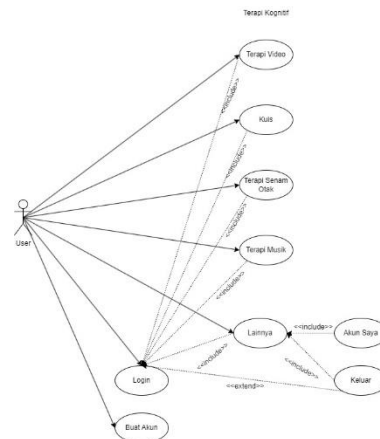 Terapi Kognitif
Terapi Video
<<include>>
Kuis
<<include>>
Terapi Senam
Otak
<<include>>
User
Terapi Musik
<<include>>
Lainnya
<<include>>
Akun Saya
<<include>>
<<include>>
Login
<<extend>>
Keluar
Buat Akun